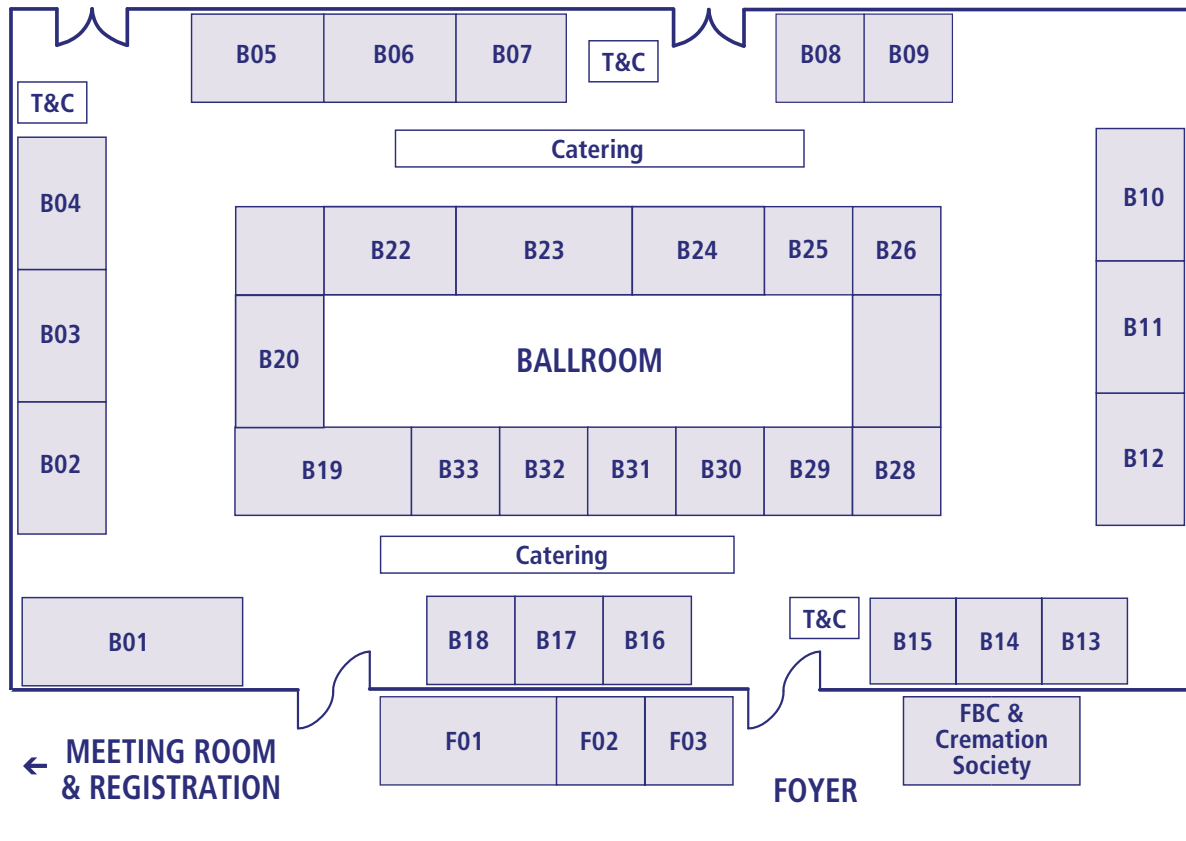 B05 B06 B07 T&C B08 B09
T&C
Catering
B04 B10
B22 B23 B24 B25 B26
B03 B20 BALLROOM B11
B02 B19 B33 B32 B31 B30 B29 B28 B12
Catering
B01 B18 B17 B16 T&C B15 B14 B13
F01 F02 F03
FBC &
Cremation
Society
← MEETING ROOM
& REGISTRATION
FOYER